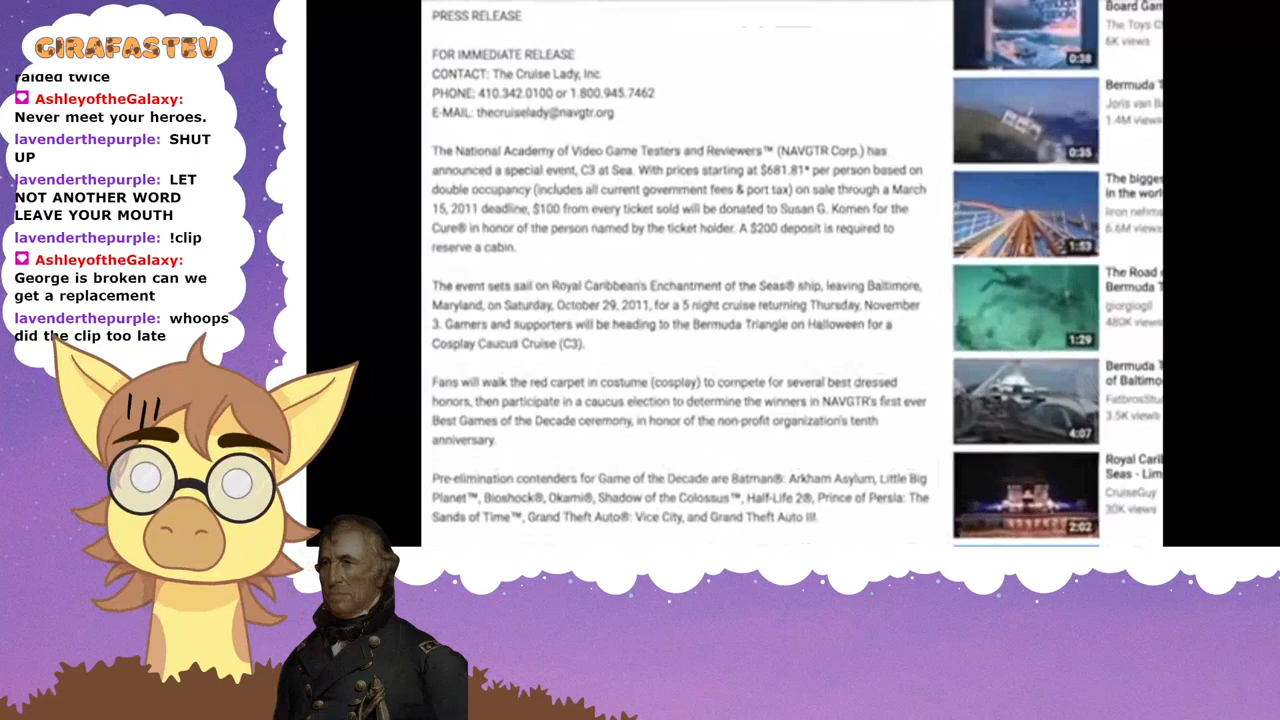 GIRAFASTEV
raided twice
AshleyoftheGalaxy:
Never meet your heroes.
lavenderthepurple: SHUT
UP
lavenderthepurple: LET
NOT ANOTHER WORD
LEAVE YOUR MOUTH
lavenderthepurple: !clip
AshleyoftheGalaxy:
George is broken can we
get a replacement
lavenderthepurple: whoops
did the clip too late
PRESS RELEASE
FOR IMMEDIATE RELEASE
CONTACT: The Cruise Lady, Inc.
PHONE: 410.342.0100 or 1.800.945.7462
E-MAIL: thecruiselady@navgtr.org
The National Academy of Video Game Testers and Reviewers™ (NAVGTR Corp.) has
announced a special event, C3 at Sea. With prices starting at $681.81* per person based on
double occupancy (includes all current government fees & port tax) on sale through a March
15, 2011 deadline, $100 from every ticket sold will be donated to Susan G. Komen for the
Cure® in honor of the person named by the ticket holder. A $200 deposit is required to
reserve a cabin.
The event sets sail on Royal Caribbean's Enchantment of the Seas® ship, leaving Baltimore,
Maryland, on Saturday, October 29, 2011, for a 5 night cruise returning Thursday, November
3. Gamers and supporters will be heading to the Bermuda Triangle on Halloween for a
Cosplay Caucus Cruise (C3).
Fans will walk the red carpet in costume (cosplay) to compete for several best dressed
honors, then participate in a caucus election to determine the winners in NAVGTR's first ever
Best Games of the Decade ceremony, in honor of the non-profit organization's tenth
anniversary.
Pre-elimination contenders for Game of the Decade are Batman®: Arkham Asylum, Little Big
Planet™, Bioshock®, Okami®, Shadow of the Colossus™, Half-Life 2®, Prince of Persia: The
Sands of Time™, Grand Theft Auto®: Vice City, and Grand Theft Auto III.
Board Gam
The Toys C
6K views
0:38
Bermuda T
Joris van B
1.4M views
0:35
The bigges
in the worl
liron nehma
6.6M views
1:53
The Road
Bermuda T
giorgiogil
480K views
1:29
Bermuda T
of Baltimo
FatbrosStu
3.5K views
4:07
Royal Cari
Seas - Lim
CruiseGuy
30K views
2:02